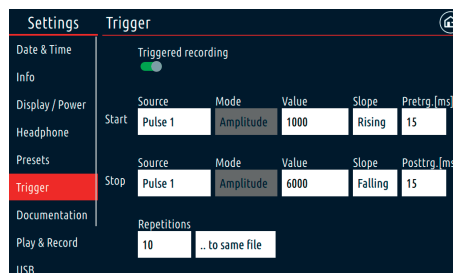 Settings
Trigger
Date & Time
Info
Display / Power
Headphone
Presets
Trigger
Documentation
Play & Record
USB
Triggered recording
Source Mode Value Slope Pretrg.[ms]
Start Pulse 1 Amplitude 1000 Rising 15
Source Mode Value Slope Posttrg.[ms
Stop Pulse 1 Amplitude 6000 Falling 15
Repetitions
10 .. to same file